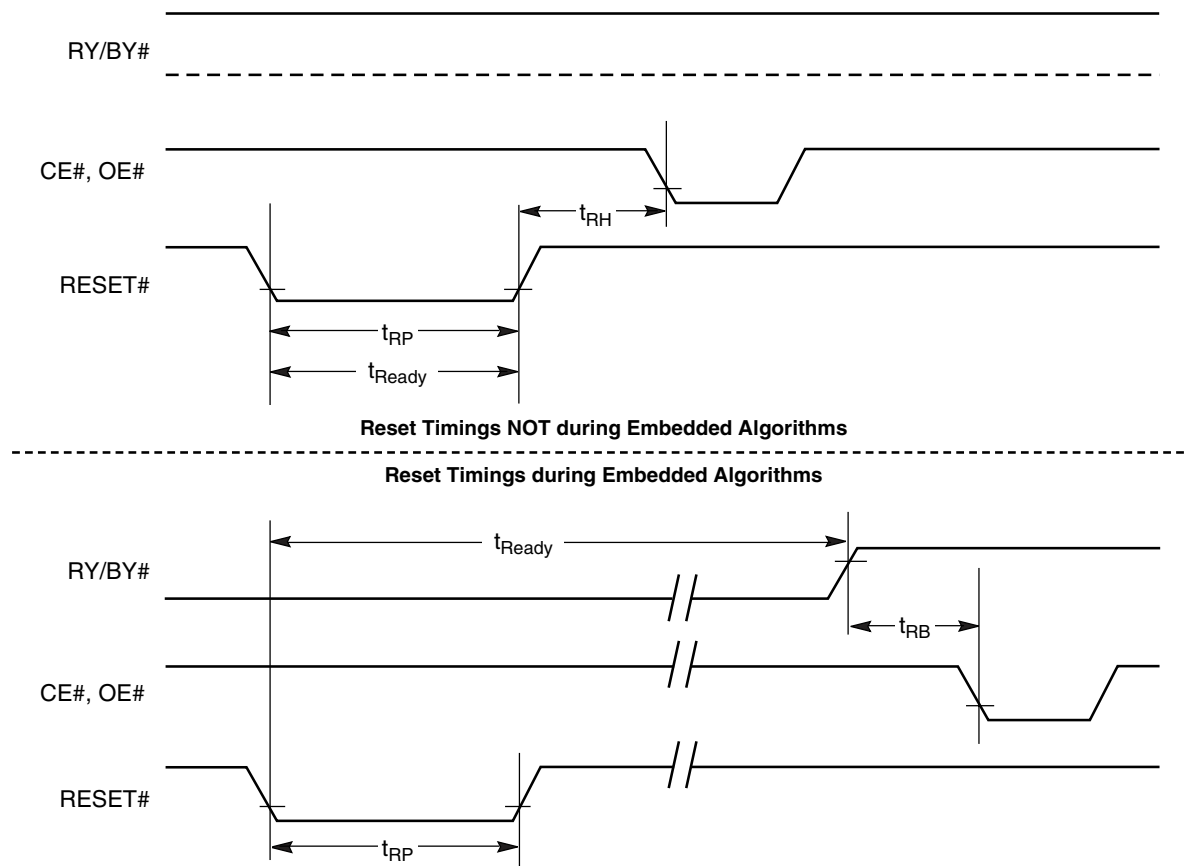 RY/BY#
CE#, OE#
tRH
RESET#
tRP
tReady
Reset Timings NOT during Embedded Algorithms
Reset Timings during Embedded Algorithms
tReady
RY/BY#
tRB
CE#, OE#
RESET#
tRP